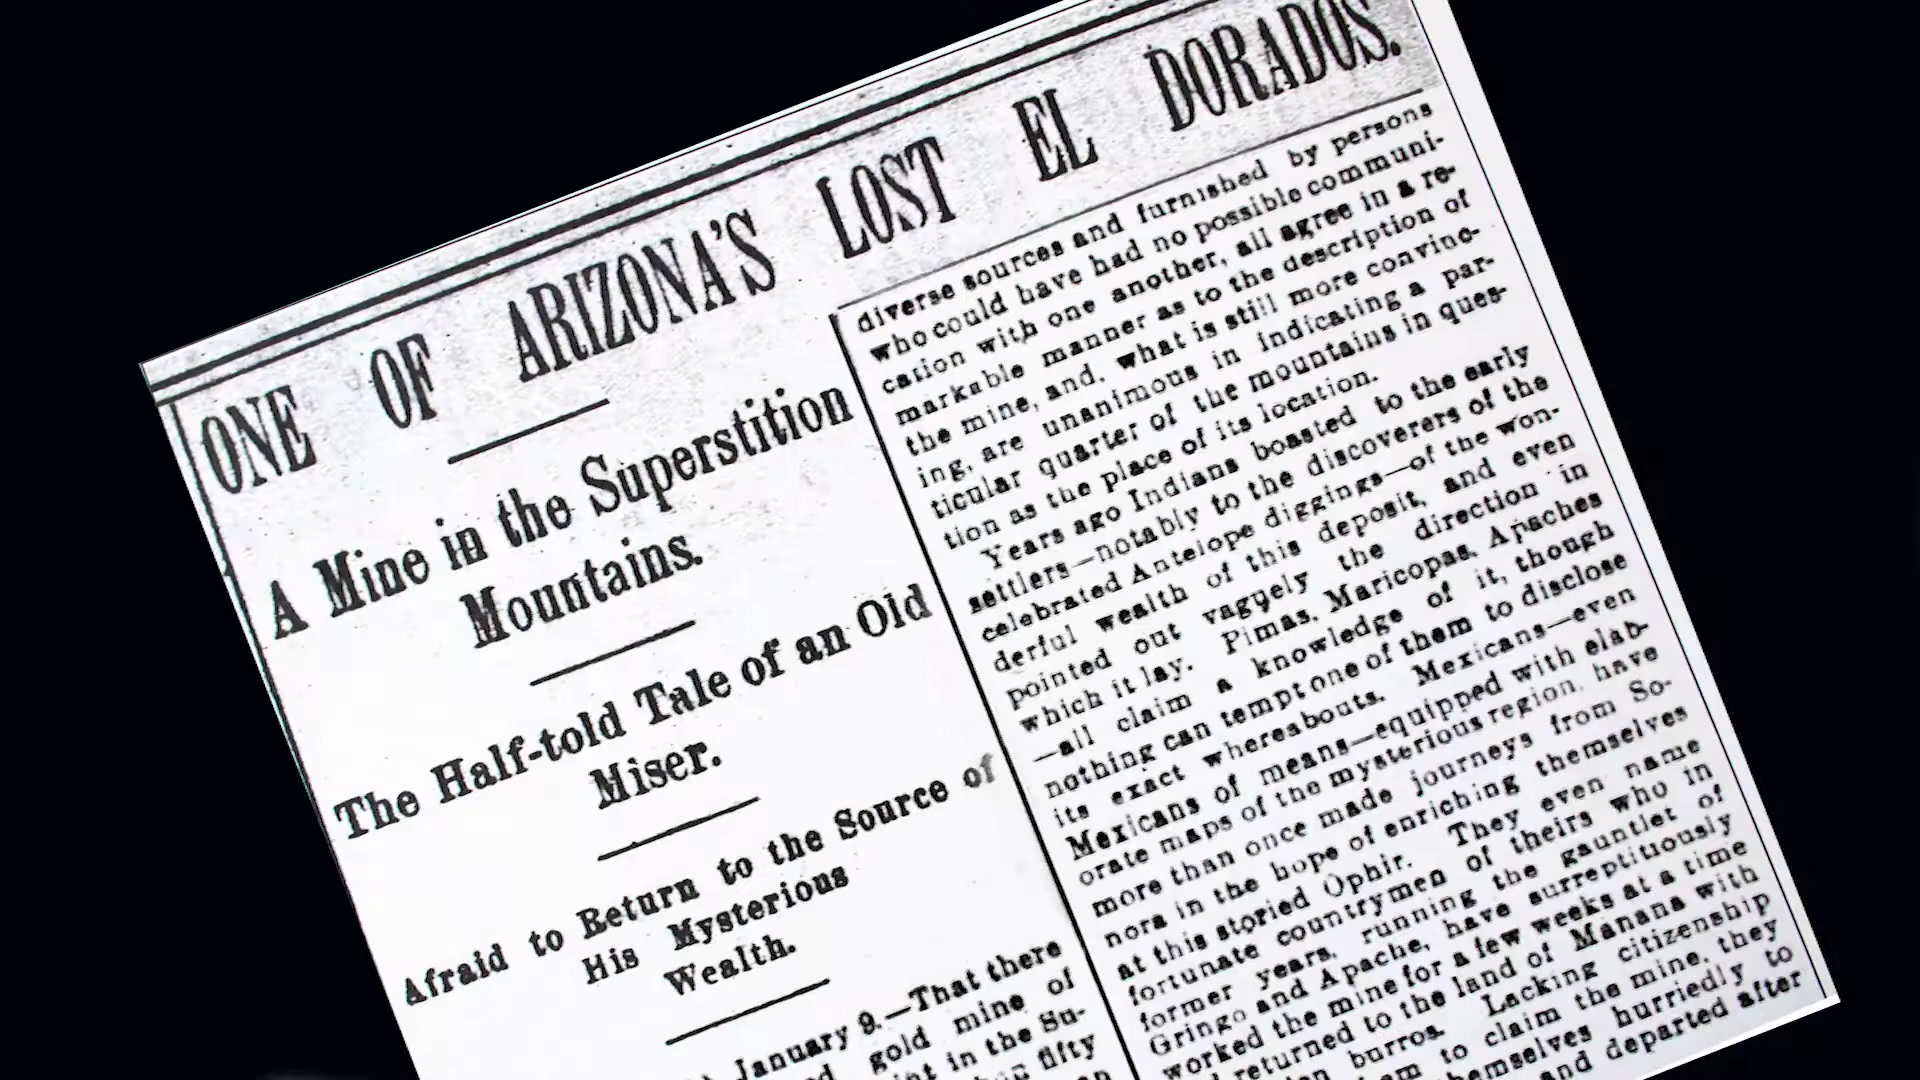 ONE OF ARIZONA'S LOST EL DORADOS.
A Mine in the Superstition
Mountains.
The Half-told Tale of an Old
Miser.
Afraid to Return to the Source of
His Mysterious
Wealth.
January 9.—That there
gold mine of
in the Su-
fifty
diverse sources and furnished by persons
who could have had no possible communi-
cation with one another, all agree in a re-
markable manner as to the description of
the mine, and, what is still more convinc-
ing, are unanimous in indicating a par-
ticular quarter of the mountains in ques-
tion as the place of its location.
Years ago Indians boasted to the early
settlers—notably to the discoverers of the
celebrated Antelope diggings—of the won-
derful wealth of this deposit, and even
pointed out vaguely the direction in
which it lay. Pimas, Maricopas, Apaches
—all claim a knowledge of it, though
nothing can tempt one of them to disclose
its exact whereabouts. Mexicans—even
Mexicans of means—equipped with elab-
orate maps of the mysterious region, have
more than once made journeys from So-
nora in the hope of enriching themselves
at this storied Ophir. They even name
fortunate countrymen of theirs who in
former years, running the gauntlet of
Gringo and Apache, have surreptitiously
worked the mine for a few weeks at a time
returned to the land of Manana with
burros. Lacking citizenship
to claim the mine, they
hemselves hurriedly to
and departed after